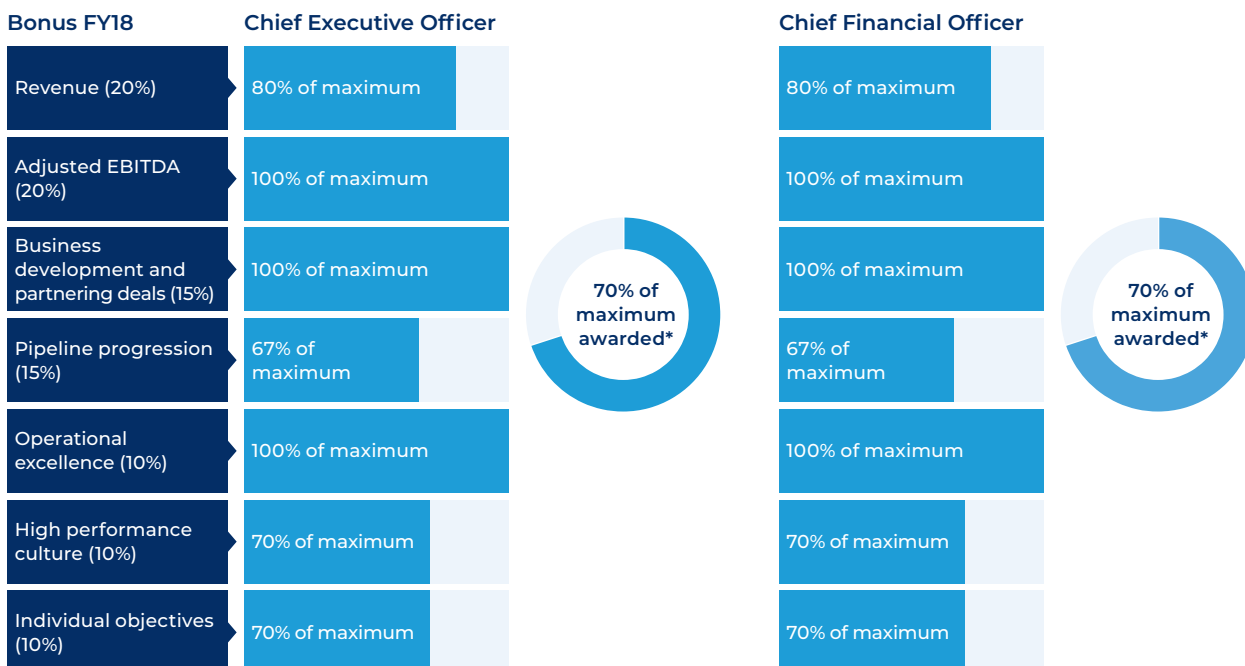 Bonus FY18
Chief Executive Officer
Chief Financial Officer
Revenue (20%)
80% of maximum
80% of maximum
Adjusted EBITDA
(20%)
100% of maximum
100% of maximum
Business
development and
partnering deals (15%)
100% of maximum
100% of maximum
70% of
maximum
awarded*
70% of
maximum
awarded*
Pipeline progression
(15%)
67% of
maximum
67% of
maximum
Operational
excellence (10%)
100% of maximum
100% of maximum
High performance
culture (10%)
70% of maximum
70% of maximum
Individual objectives
(10%)
70% of maximum
70% of maximum